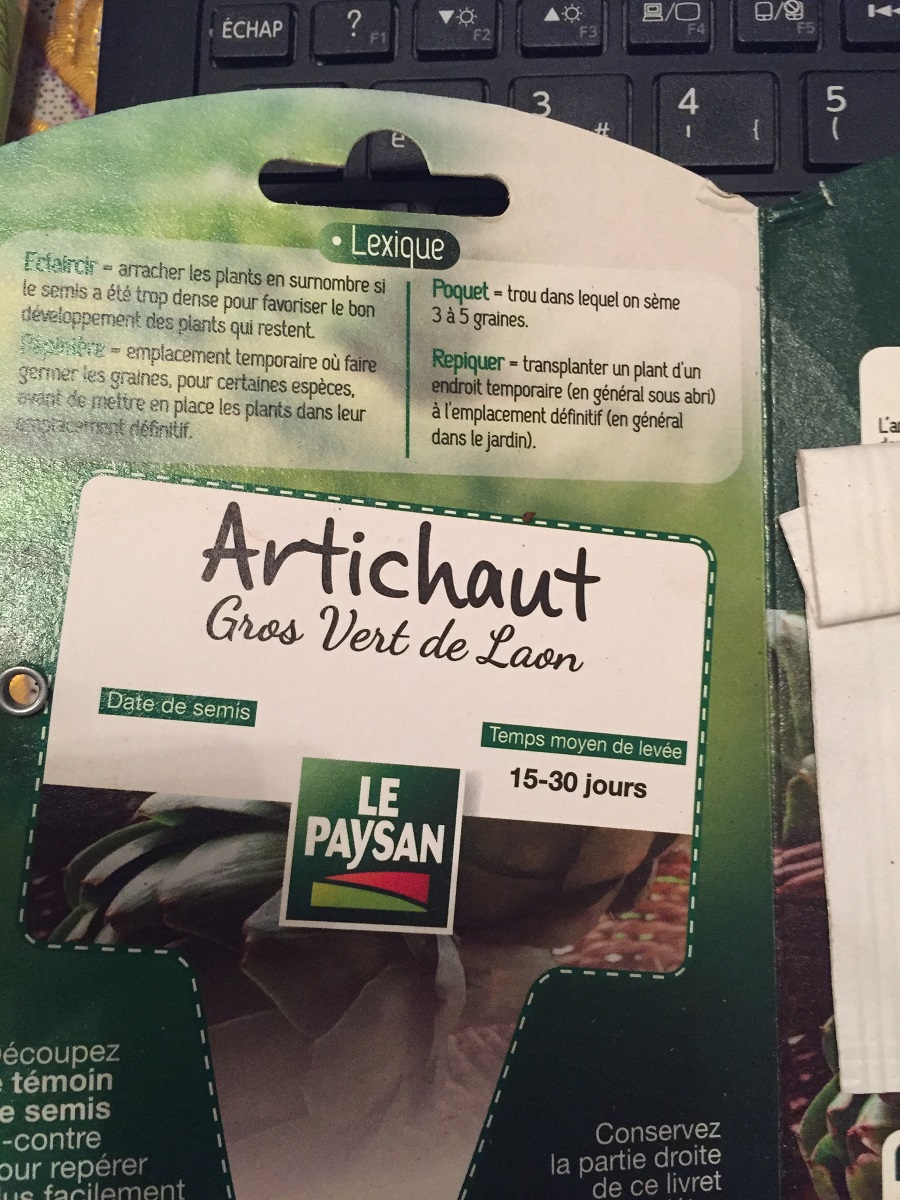 ÉCHAP
?
F1
F2
F3
F4
F5
3
#
4
'
{
5
(
é
• Lexique
Eclaircir = arracher les plants en surnombre si
le semis a été trop dense pour favoriser le bon
développement des plants qui restent.
Pépinière = emplacement temporaire où faire
germer les graines, pour certaines espèces,
avant de mettre en place les plants dans leur
emplacement définitif.
Poquet = trou dans lequel on sème
3 à 5 graines.
Repiquer = transplanter un plant d'un
endroit temporaire (en général sous abri)
à l'emplacement définitif (en général
dans le jardin).
Artichaut
Gros Vert de Laon
Date de semis
Temps moyen de levée
15-30 jours
LE
PAYSAN
écoupez
témoin
e semis
-contre
our repérer
us facilement
Conservez
la partie droite
de ce livret